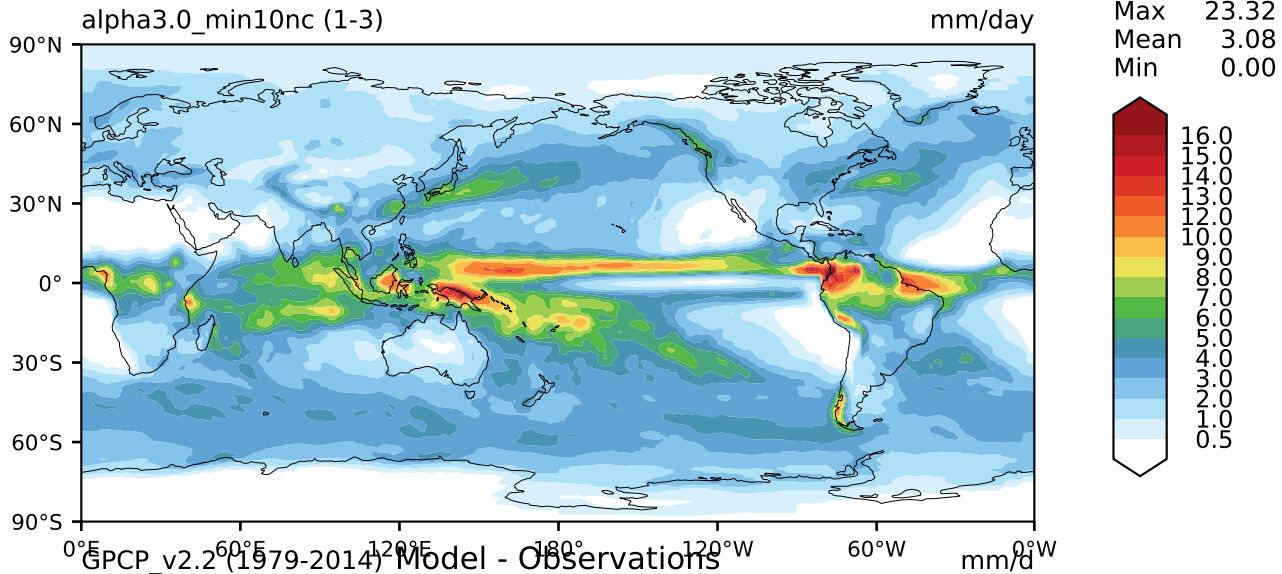 alpha3.0_min10nc (1-3) mm/day
Max 23.32
Mean 3.08
Min 0.00
90°N
60°N
30°N
0°
30°S
60°S
90°S
0°E 60°E 120°E 180° 120°W 60°W 0°W
GPCP_v2.2 (1979-2014) Model - Observations mm/d
16.0
15.0
14.0
13.0
12.0
10.0
9.0
8.0
7.0
6.0
5.0
4.0
3.0
2.0
1.0
0.5